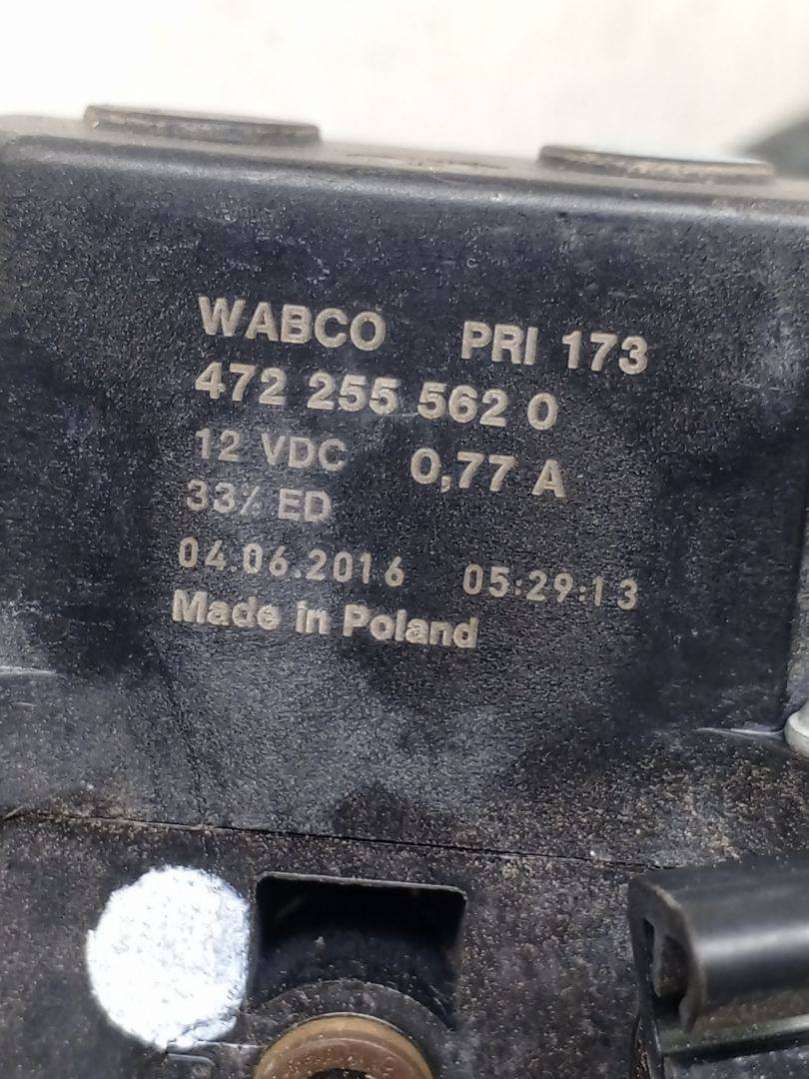 WABCO PRI 173
472 255 562 0
12 VDC 0,77 A
33% ED
04.06.2016 05:29:13
Made in Poland